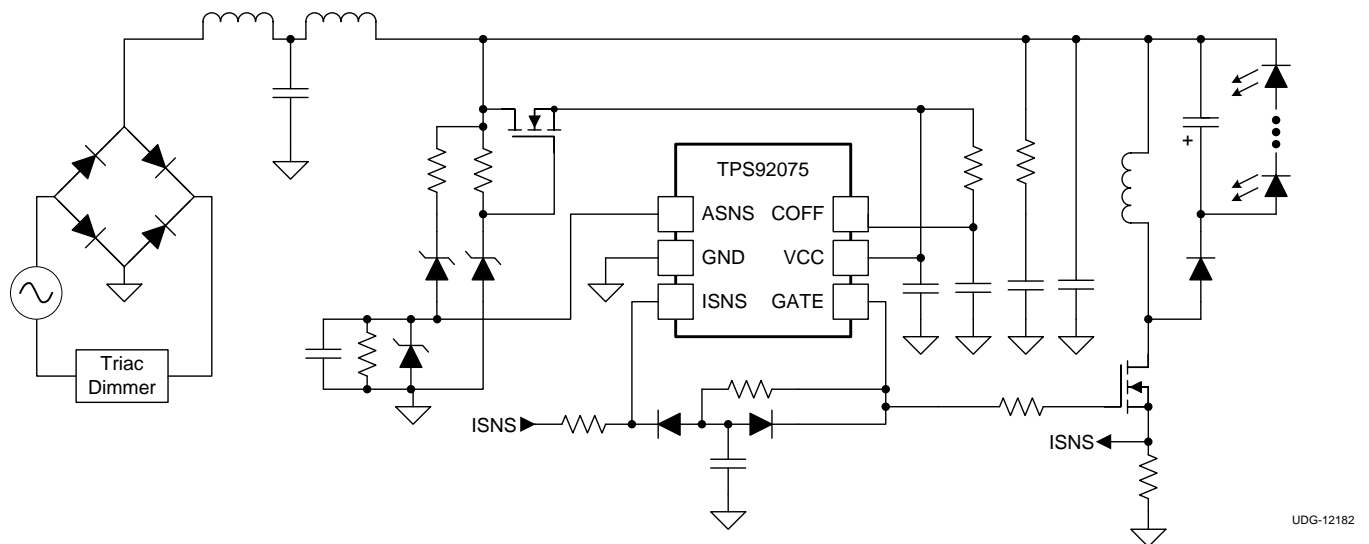 TPS92075
ASNS
COFF
GND
VCC
ISNS
GATE
Triac
Dimmer
ISNS
ISNS
+
UDG-12182